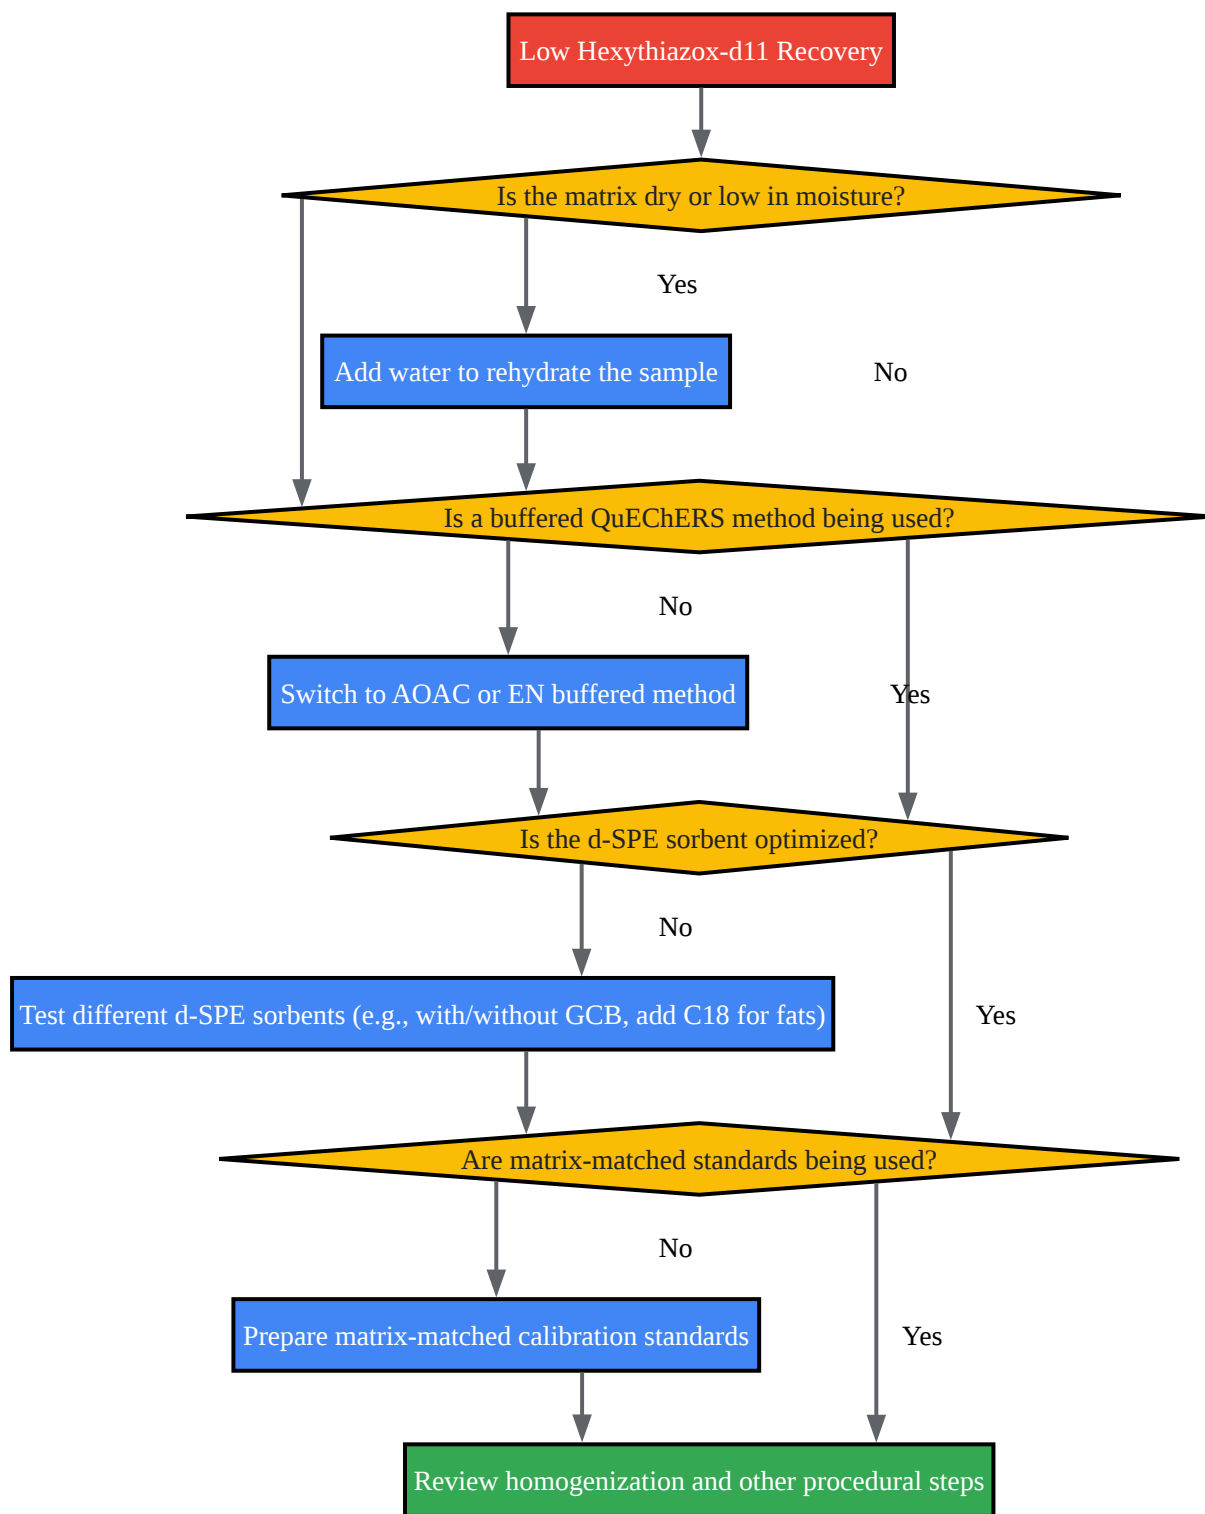 Low Hexythiazox-d11 Recovery
Is the matrix dry or low in moisture?
Yes
Add water to rehydrate the sample
No
Is a buffered QuEChERS method being used?
No
Switch to AOAC or EN buffered method
Yes
Is the d-SPE sorbent optimized?
No
Test different d-SPE sorbents (e.g., with/without GCB, add C18 for fats)
Yes
Are matrix-matched standards being used?
No
Prepare matrix-matched calibration standards
Yes
Review homogenization and other procedural steps